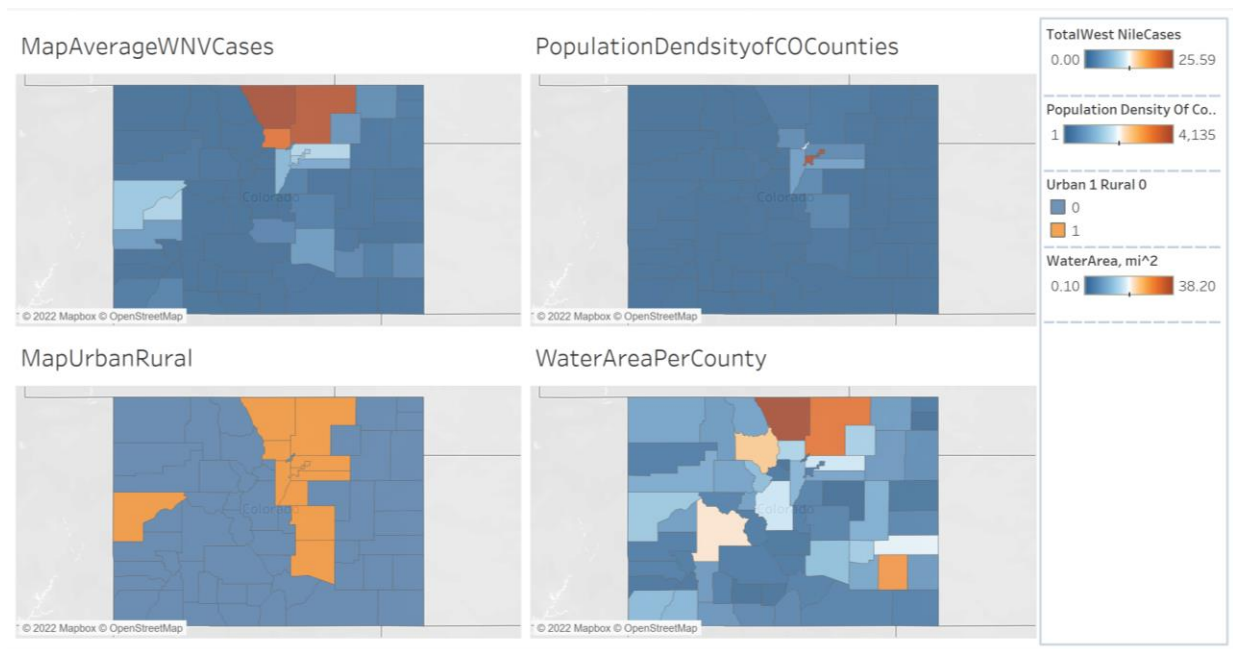 MapAverageWNVCases
PopulationDendsityofCOCounties
Colorado
© 2022 Mapbox © OpenStreetMap
Colorado
© 2022 Mapbox © OpenStreetMap
MapUrbanRural
WaterAreaPerCounty
Colorado
© 2022 Mapbox © OpenStreetMap
Colorado
© 2022 Mapbox © OpenStreetMap
TotalWest NileCases
0.00 25.59
Population Density Of Co..
1 4,135
Urban 1 Rural 0
0
1
WaterArea, mi^2
0.10 38.20